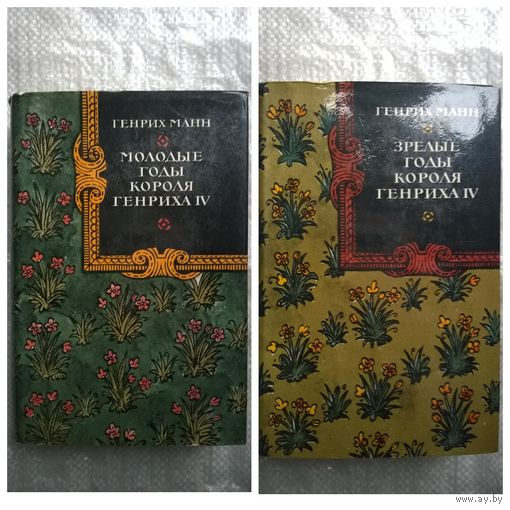 ГЕНРИХ МАНН
МОЛОДЫЕ
ГОДЫ
КОРОЛЯ
ГЕНРИХА IV
ГЕНРИХ МАНН
ЗРЕЛЫЕ
ГОДЫ
КОРОЛЯ
ГЕНРИХА IV
www.ay.by